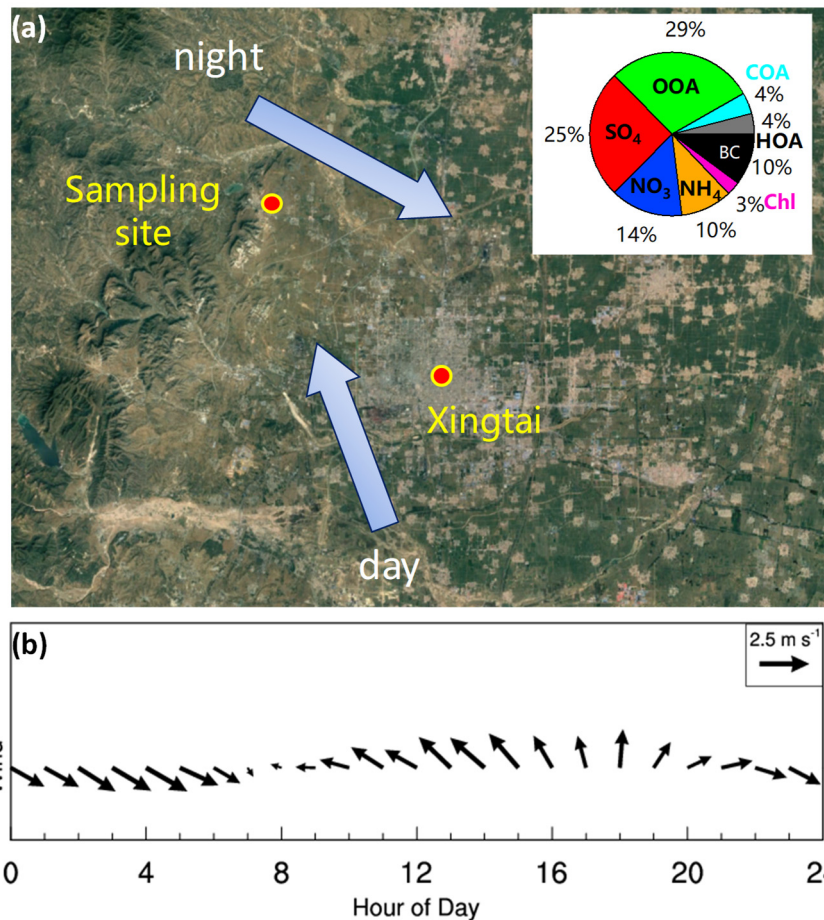 (a)
night
Sampling
site
Xingtai
day
29%
COA
4%
OOA
4%
HOA
SO₄
25%
BC
10%
NO₃
NH₄
3% Chl
14%
10%
(b)
2.5 m s⁻¹
0 4 8 12 16 20
Hour of Day